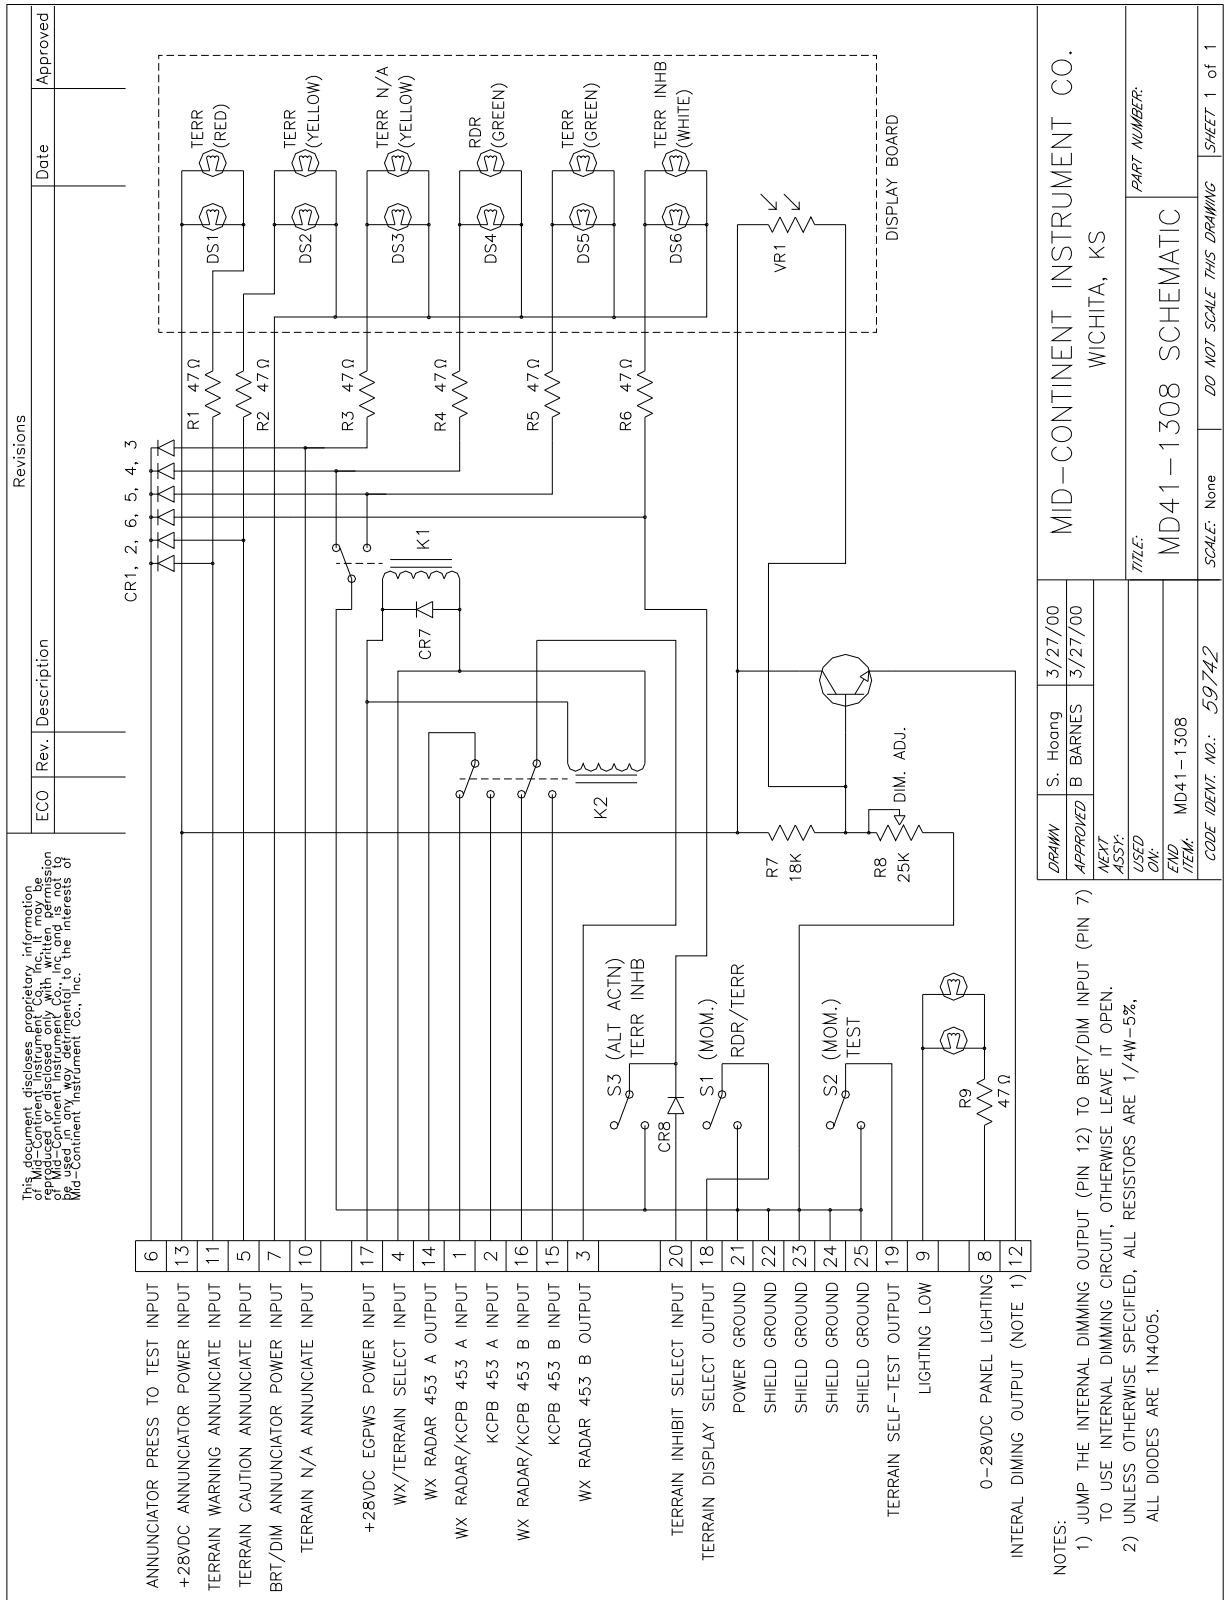 This document discloses proprietary information
of Mid-Continent Instrument Co., Inc. It may be
reproduced or disclosed only with written permission
of Mid-Continent Instrument Co., Inc and is not to
be used in any way detrimental to the interests of
Mid-Continent Instrument Co., Inc.
Revisions
ECO Rev. Description Date Approved
CR1, 2, 6, 5, 4, 3
ANNUNCIATOR PRESS TO TEST INPUT 6
+28VDC ANNUNCIATOR POWER INPUT 13
TERRAIN WARNING ANNUNCIATE INPUT 11
TERRAIN CAUTION ANNUNCIATE INPUT 5
BRT/DIM ANNUNCIATOR POWER INPUT 7
TERRAIN N/A ANNUNCIATE INPUT 10
+28VDC EGPWS POWER INPUT 17
WX/TERRAIN SELECT INPUT 4
WX RADAR 453 A OUTPUT 14
WX RADAR/KCPB 453 A INPUT 1
KCPB 453 A INPUT 2
WX RADAR/KCPB 453 B INPUT 16
KCPB 453 B INPUT 15
WX RADAR 453 B OUTPUT 3
TERRAIN INHIBIT SELECT INPUT 20
TERRAIN DISPLAY SELECT OUTPUT 18
POWER GROUND 21
SHIELD GROUND 22
SHIELD GROUND 23
SHIELD GROUND 24
SHIELD GROUND 25
TERRAIN SELF-TEST OUTPUT 19
LIGHTING LOW 9
0-28VDC PANEL LIGHTING 8
INTERAL DIMING OUTPUT (NOTE 1) 12
R1 47 Ω
R2 47 Ω
R3 47 Ω
R4 47 Ω
R5 47 Ω
R6 47 Ω
DS1
TERR
(RED)
DS2
TERR
(YELLOW)
DS3
TERR N/A
(YELLOW)
DS4
RDR
(GREEN)
DS5
TERR
(GREEN)
DS6
TERR INHB
(WHITE)
VR1
DISPLAY BOARD
K1
CR7
K2
S3 (ALT ACTN)
TERR INHB
CR8
S1 (MOM.)
RDR/TERR
S2 (MOM.)
TEST
R7
18K
R8
25K
DIM. ADJ.
R9
47 Ω
NOTES:
1) JUMP THE INTERNAL DIMMING OUTPUT (PIN 12) TO BRT/DIM INPUT (PIN 7)
TO USE INTERNAL DIMMING CIRCUIT, OTHERWISE LEAVE IT OPEN.
2) UNLESS OTHERWISE SPECIFIED, ALL RESISTORS ARE 1/4W-5%,
ALL DIODES ARE 1N4005.
DRAWN S. Hoang 3/27/00
APPROVED B BARNES 3/27/00
NEXT ASSY:
USED ON:
END ITEM: MD41-1308
CODE IDENT. NO.: 59742
MID-CONTINENT INSTRUMENT CO.
WICHITA, KS
TITLE:
MD41-1308 SCHEMATIC
PART NUMBER:
SCALE: None
DO NOT SCALE THIS DRAWING
SHEET 1 of 1